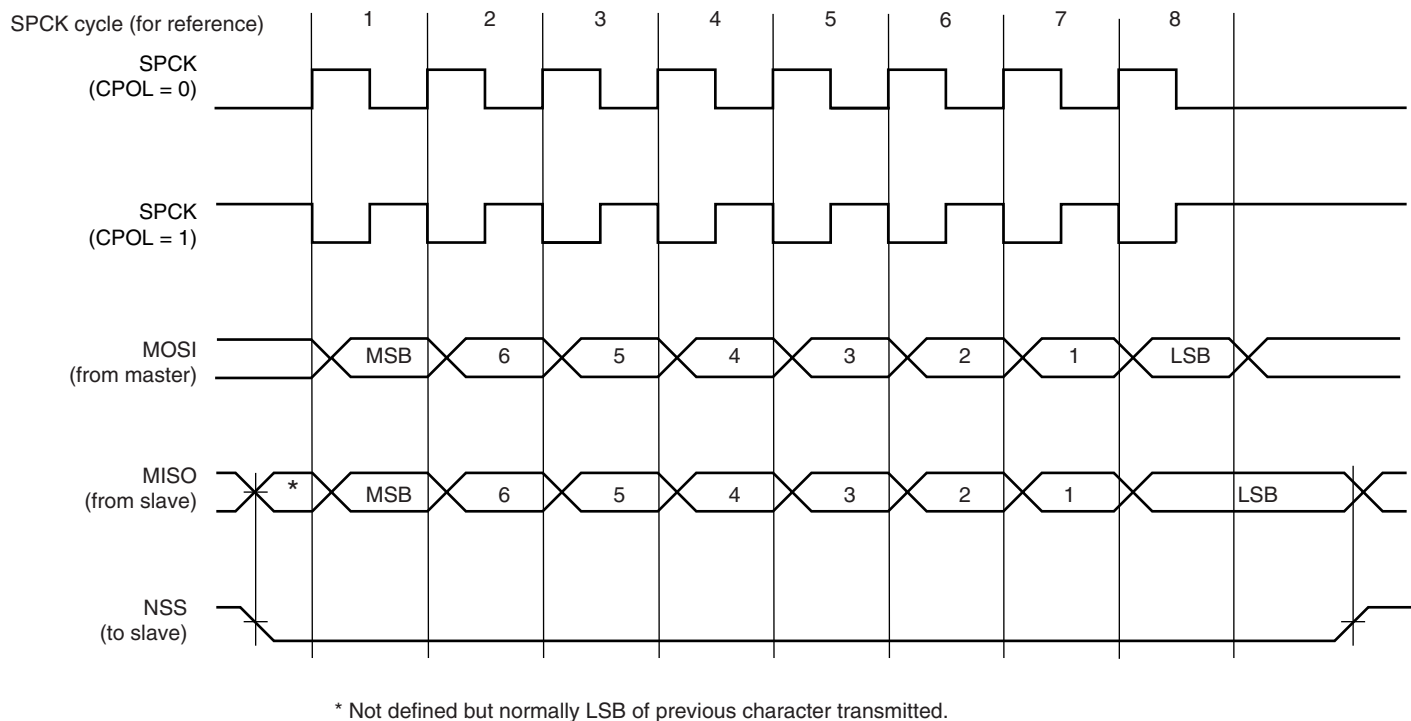 SPCK cycle (for reference) 1 2 3 4 5 6 7 8
SPCK
(CPOL = 0)
SPCK
(CPOL = 1)
MOSI
(from master)
MSB 6 5 4 3 2 1 LSB
MISO
(from slave)
* MSB 6 5 4 3 2 1 LSB
NSS
(to slave)
* Not defined but normally LSB of previous character transmitted.